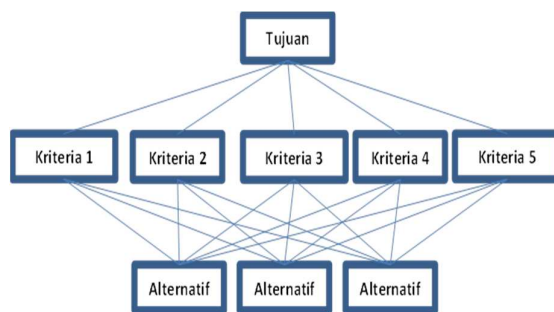 Tujuan
Kriteria 1
Kriteria 2
Kriteria 3
Kriteria 4
Kriteria 5
Alternatif
Alternatif
Alternatif